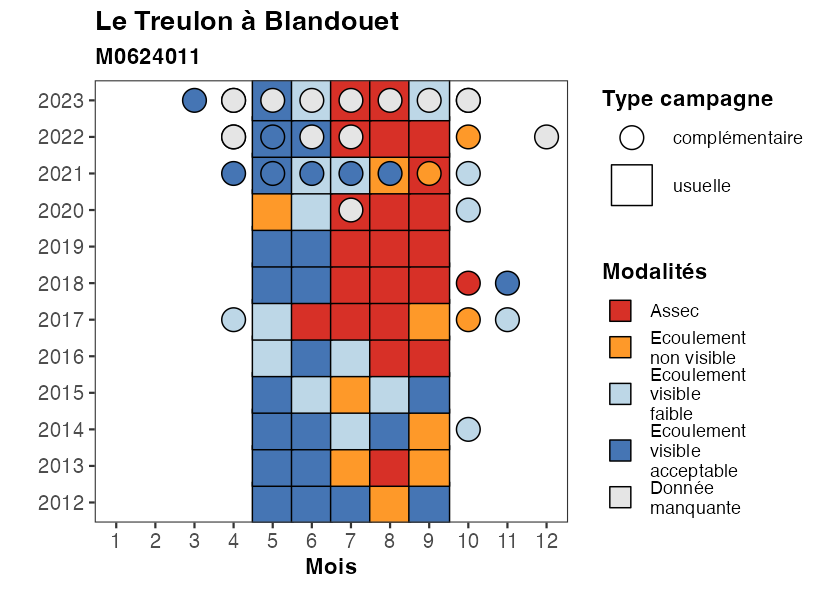 Le Treulon à Blandouet
M0624011
2023
2022
2021
2020
2019
2018
2017
2016
2015
2014
2013
2012
1 2 3 4 5 6 7 8 9 10 11 12
Mois
Type campagne
complémentaire
usuelle
Modalités
Assec
Ecoulement
non visible
Ecoulement
visible
faible
Ecoulement
visible
acceptable
Donnée
manquante